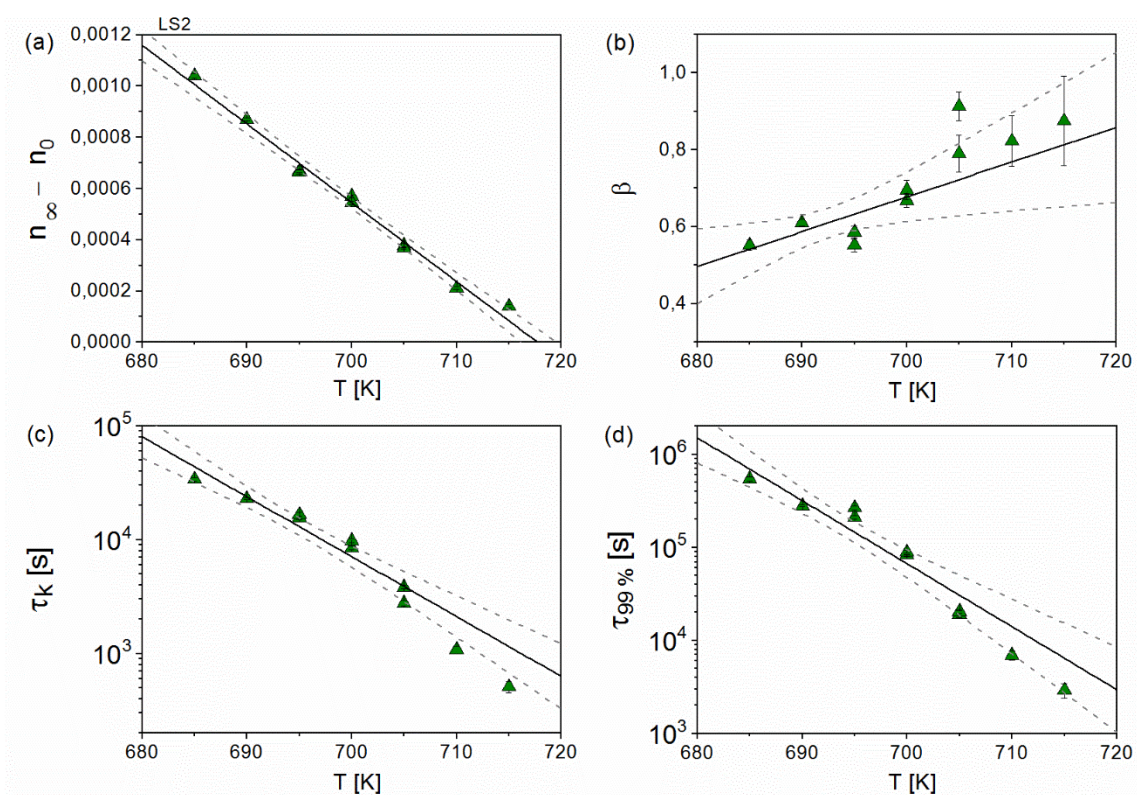 LS2
(a)
n∞ − n0
0,0012
0,0010
0,0008
0,0006
0,0004
0,0002
0,0000
680 690 700 710 720
T [K]
(b)
β
1,0
0,8
0,6
0,4
680 690 700 710 720
T [K]
(c)
τk [s]
10^5
10^4
10^3
680 690 700 710 720
T [K]
(d)
τ99 % [s]
10^6
10^5
10^4
10^3
680 690 700 710 720
T [K]